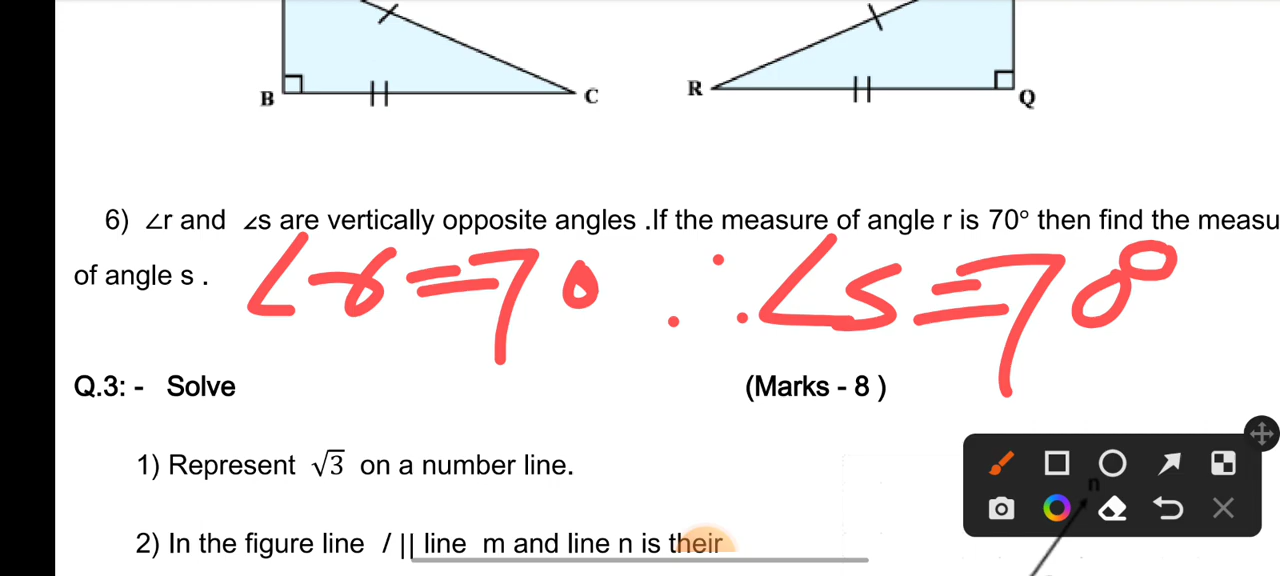 B C R Q
6) ∠r and ∠s are vertically opposite angles .If the measure of angle r is 70° then find the measu
of angle s .
∠r=70 ∴ ∠s=70°
Q.3: - Solve (Marks - 8 )
1) Represent √3 on a number line.
n
2) In the figure line l || line m and line n is their